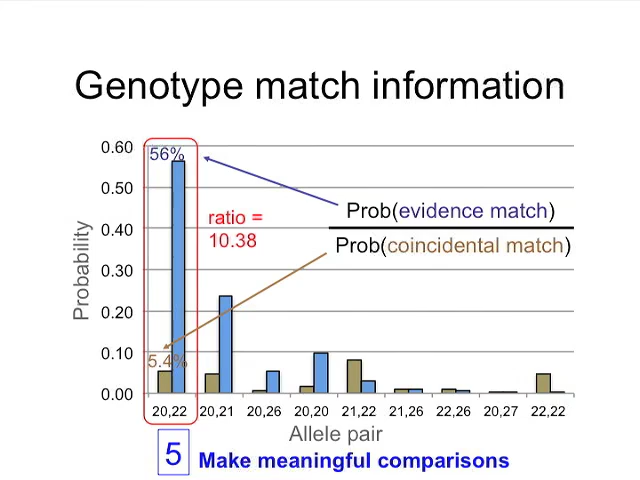 Genotype match information
0.60
0.50
0.40
0.30
0.20
0.10
0.00
Probability
56%
5.4%
ratio =
10.38
Prob(evidence match)
Prob(coincidental match)
20,22 20,21 20,26 20,20 21,22 21,26 22,26 20,27 22,22
Allele pair
5 Make meaningful comparisons